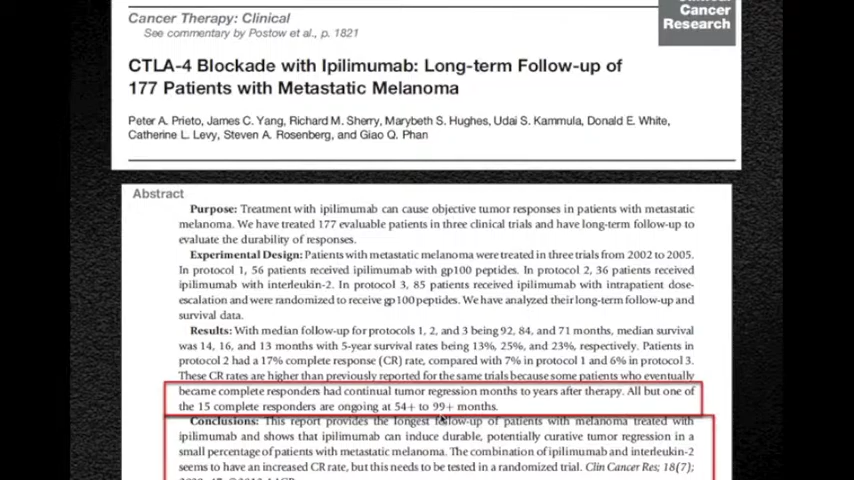 Clinical
Cancer
Research
Cancer Therapy: Clinical
See commentary by Postow et al., p. 1821
CTLA-4 Blockade with Ipilimumab: Long-term Follow-up of
177 Patients with Metastatic Melanoma
Peter A. Prieto, James C. Yang, Richard M. Sherry, Marybeth S. Hughes, Udai S. Kammula, Donald E. White,
Catherine L. Levy, Steven A. Rosenberg, and Giao Q. Phan
Abstract
Purpose: Treatment with ipilimumab can cause objective tumor responses in patients with metastatic
melanoma. We have treated 177 evaluable patients in three clinical trials and have long-term follow-up to
evaluate the durability of responses.
Experimental Design: Patients with metastatic melanoma were treated in three trials from 2002 to 2005.
In protocol 1, 56 patients received ipilimumab with gp100 peptides. In protocol 2, 36 patients received
ipilimumab with interleukin-2. In protocol 3, 85 patients received ipilimumab with intrapatient dose-
escalation and were randomized to receive gp100 peptides. We have analyzed their long-term follow-up and
survival data.
Results: With median follow-up for protocols 1, 2, and 3 being 92, 84, and 71 months, median survival
was 14, 16, and 13 months with 5-year survival rates being 13%, 25%, and 23%, respectively. Patients in
protocol 2 had a 17% complete response (CR) rate, compared with 7% in protocol 1 and 6% in protocol 3.
These CR rates are higher than previously reported for the same trials because some patients who eventually
became complete responders had continual tumor regression months to years after therapy. All but one of
the 15 complete responders are ongoing at 54+ to 99+ months.
Conclusions: This report provides the longest follow-up of patients with melanoma treated with
ipilimumab and shows that ipilimumab can induce durable, potentially curative tumor regression in a
small percentage of patients with metastatic melanoma. The combination of ipilimumab and interleukin-2
seems to have an increased CR rate, but this needs to be tested in a randomized trial. Clin Cancer Res; 18(7);